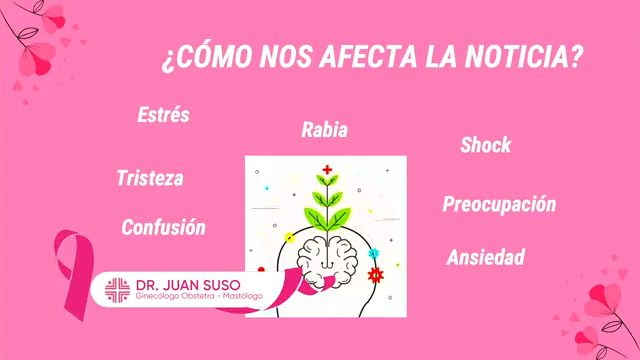 ¿CÓMO NOS AFECTA LA NOTICIA?
Estrés
Rabia
Shock
Tristeza
Preocupación
Confusión
Ansiedad
DR. JUAN SUSO
Ginecólogo Obstetra - Mastólogo